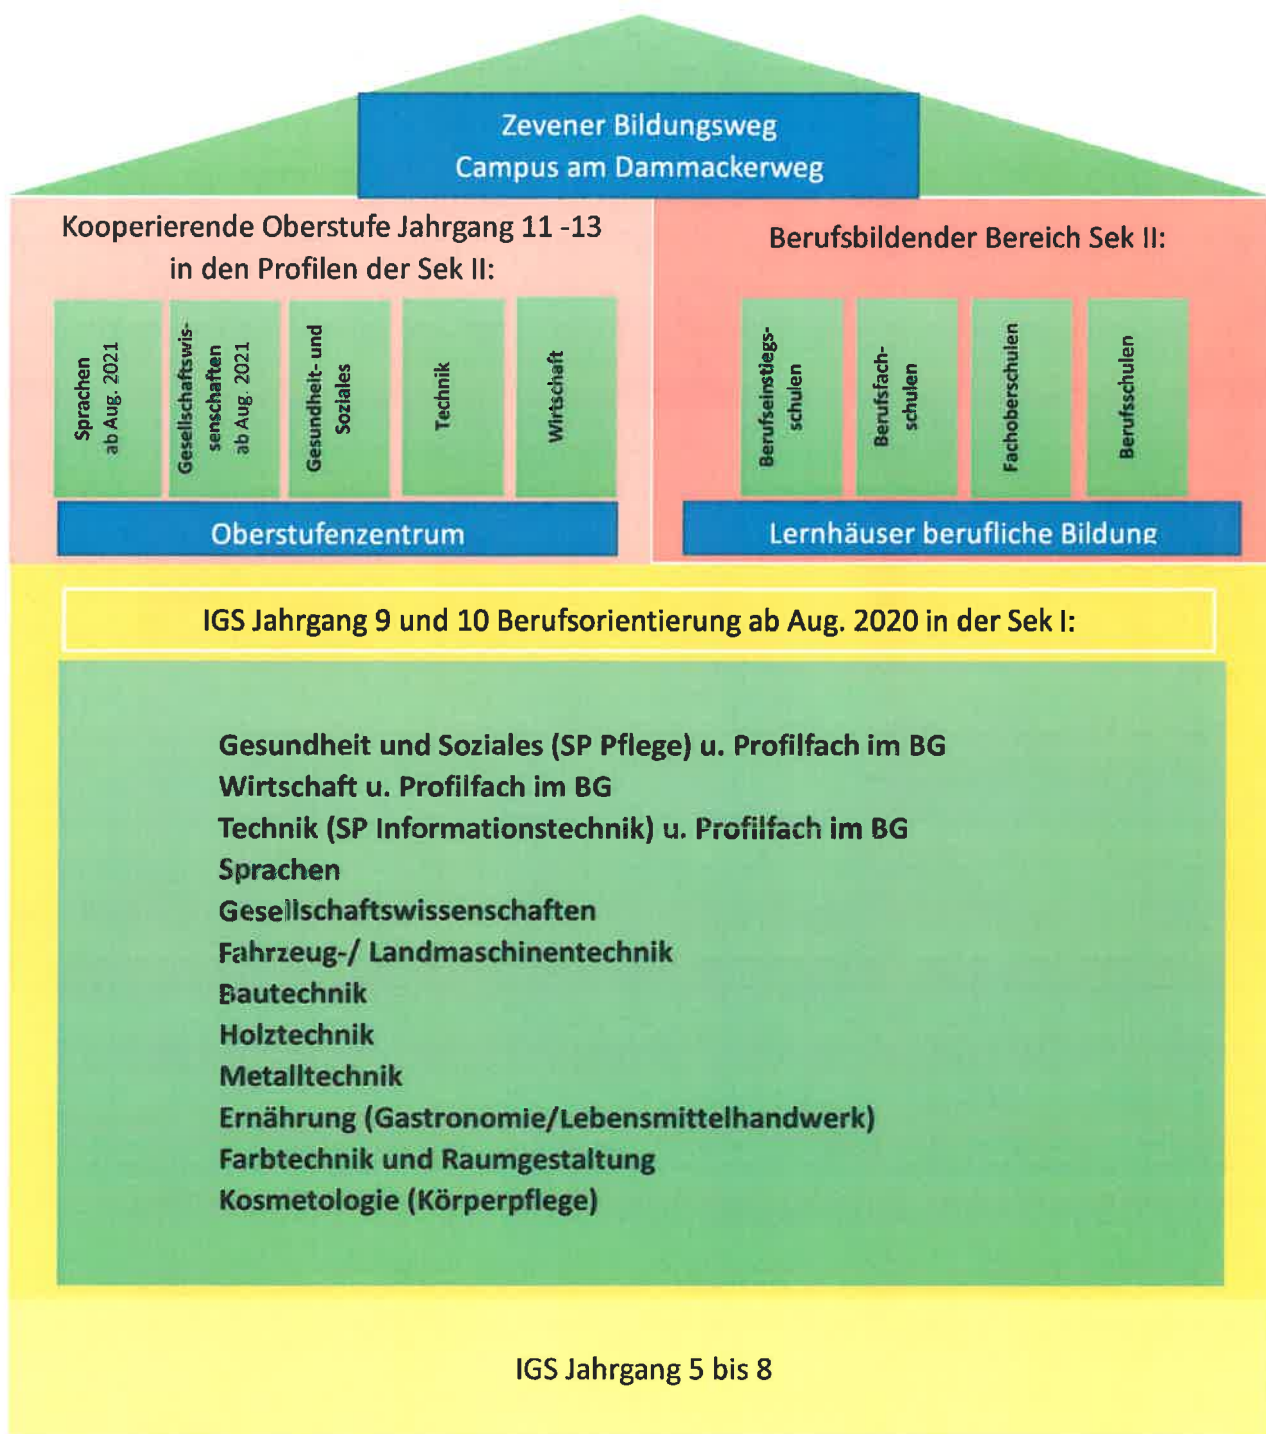 Zevener Bildungsweg
Campus am Dammackerweg
Kooperierende Oberstufe Jahrgang 11 -13
in den Profilen der Sek II:
Sprachen
ab Aug. 2021
Gesellschaftswis-
senschaften
ab Aug. 2021
Gesundheit- und
Soziales
Technik
Wirtschaft
Oberstufenzentrum
Berufsbildender Bereich Sek II:
Berufseinstiegs-
schulen
Berufsfach-
schulen
Fachoberschulen
Berufsschulen
Lernhäuser berufliche Bildung
IGS Jahrgang 9 und 10 Berufsorientierung ab Aug. 2020 in der Sek I:
Gesundheit und Soziales (SP Pflege) u. Profilfach im BG
Wirtschaft u. Profilfach im BG
Technik (SP Informationstechnik) u. Profilfach im BG
Sprachen
Gesellschaftswissenschaften
Fahrzeug-/ Landmaschinentechnik
Bautechnik
Holztechnik
Metalltechnik
Ernährung (Gastronomie/Lebensmittelhandwerk)
Farbtechnik und Raumgestaltung
Kosmetologie (Körperpflege)
IGS Jahrgang 5 bis 8